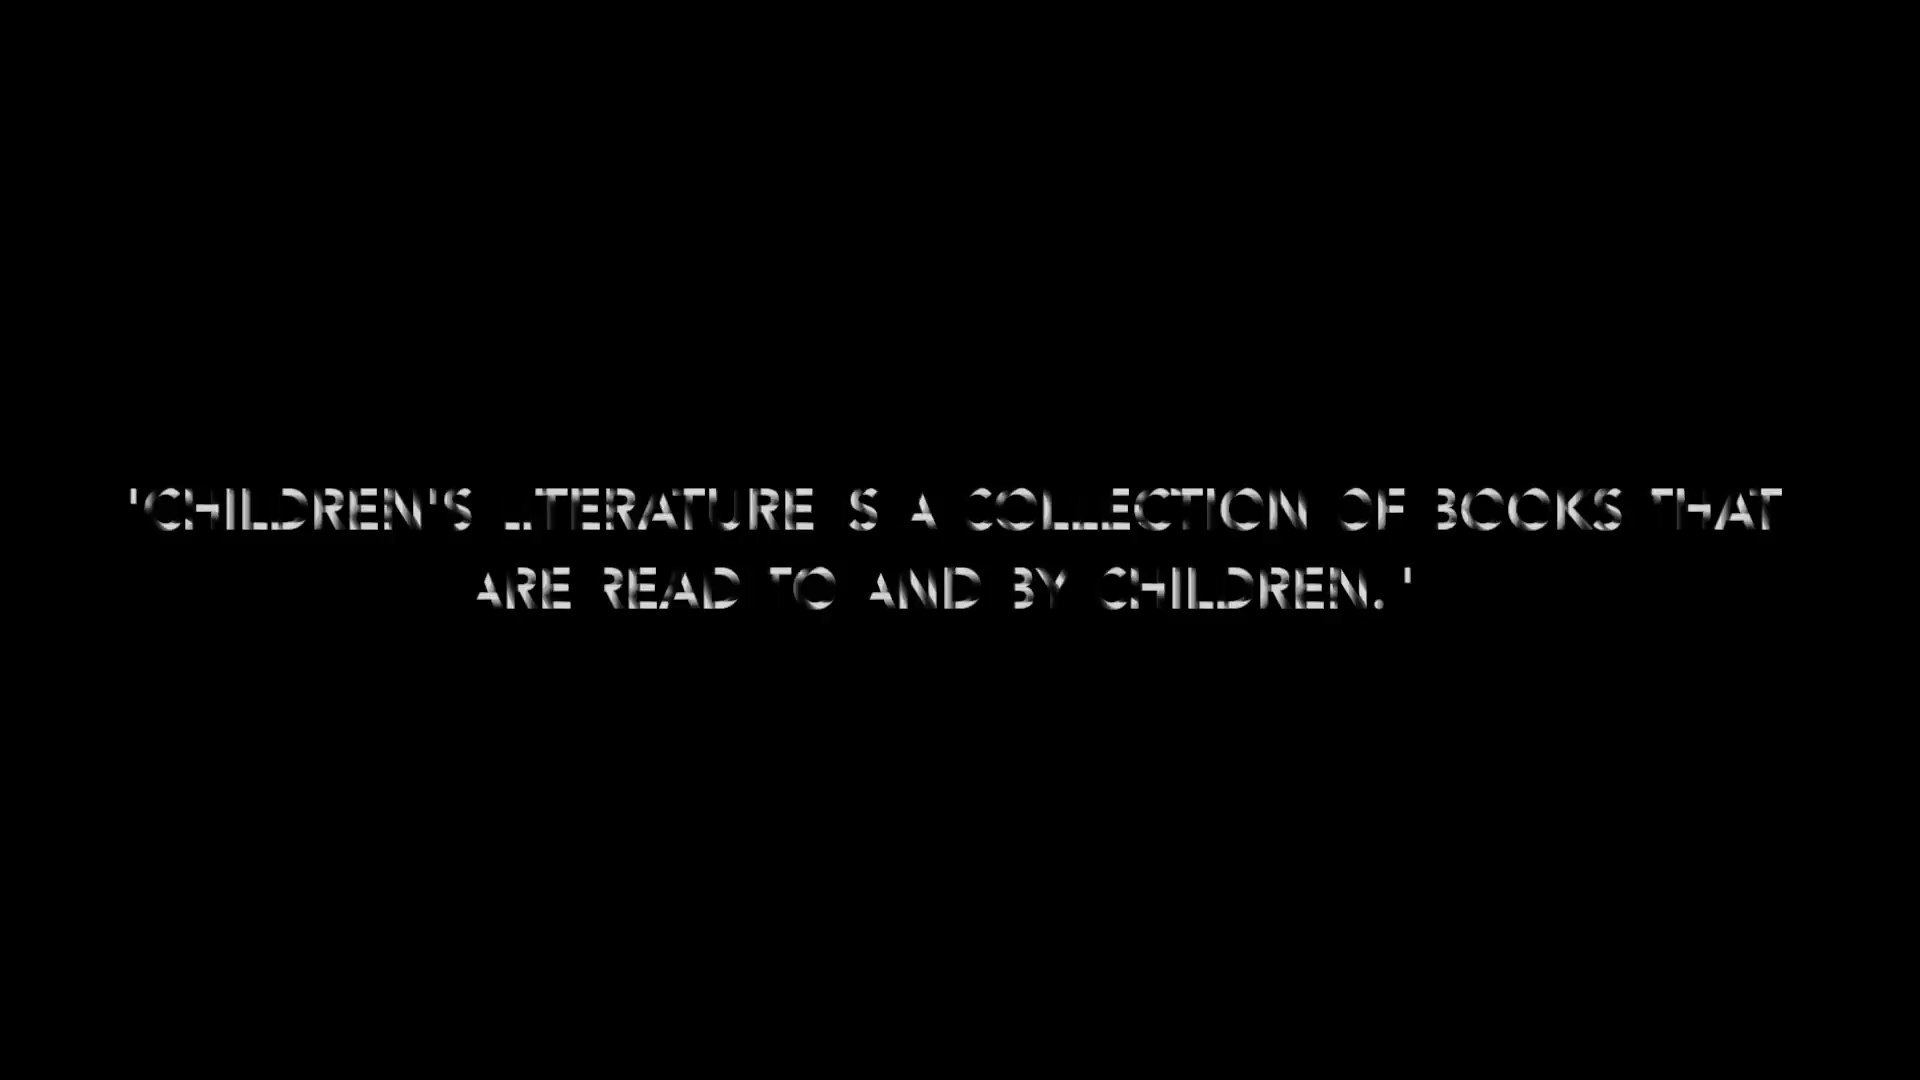 'CHILDREN'S LITERATURE IS A COLLECTION OF BOOKS THAT
ARE READ TO AND BY CHILDREN.'